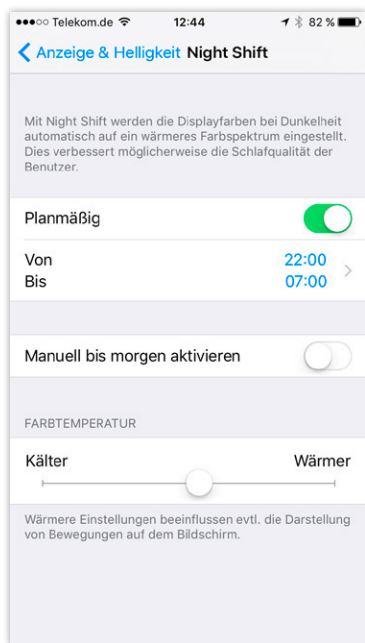 Telekom.de 12:44 82 %
Anzeige & Helligkeit Night Shift
Mit Night Shift werden die Displayfarben bei Dunkelheit
automatisch auf ein wärmeres Farbspektrum eingestellt.
Dies verbessert möglicherweise die Schlafqualität der
Benutzer.
Planmäßig
Von 22:00
Bis 07:00
Manuell bis morgen aktivieren
FARBTEMPERATUR
Kälter Wärmer
Wärmere Einstellungen beeinflussen evtl. die Darstellung
von Bewegungen auf dem Bildschirm.